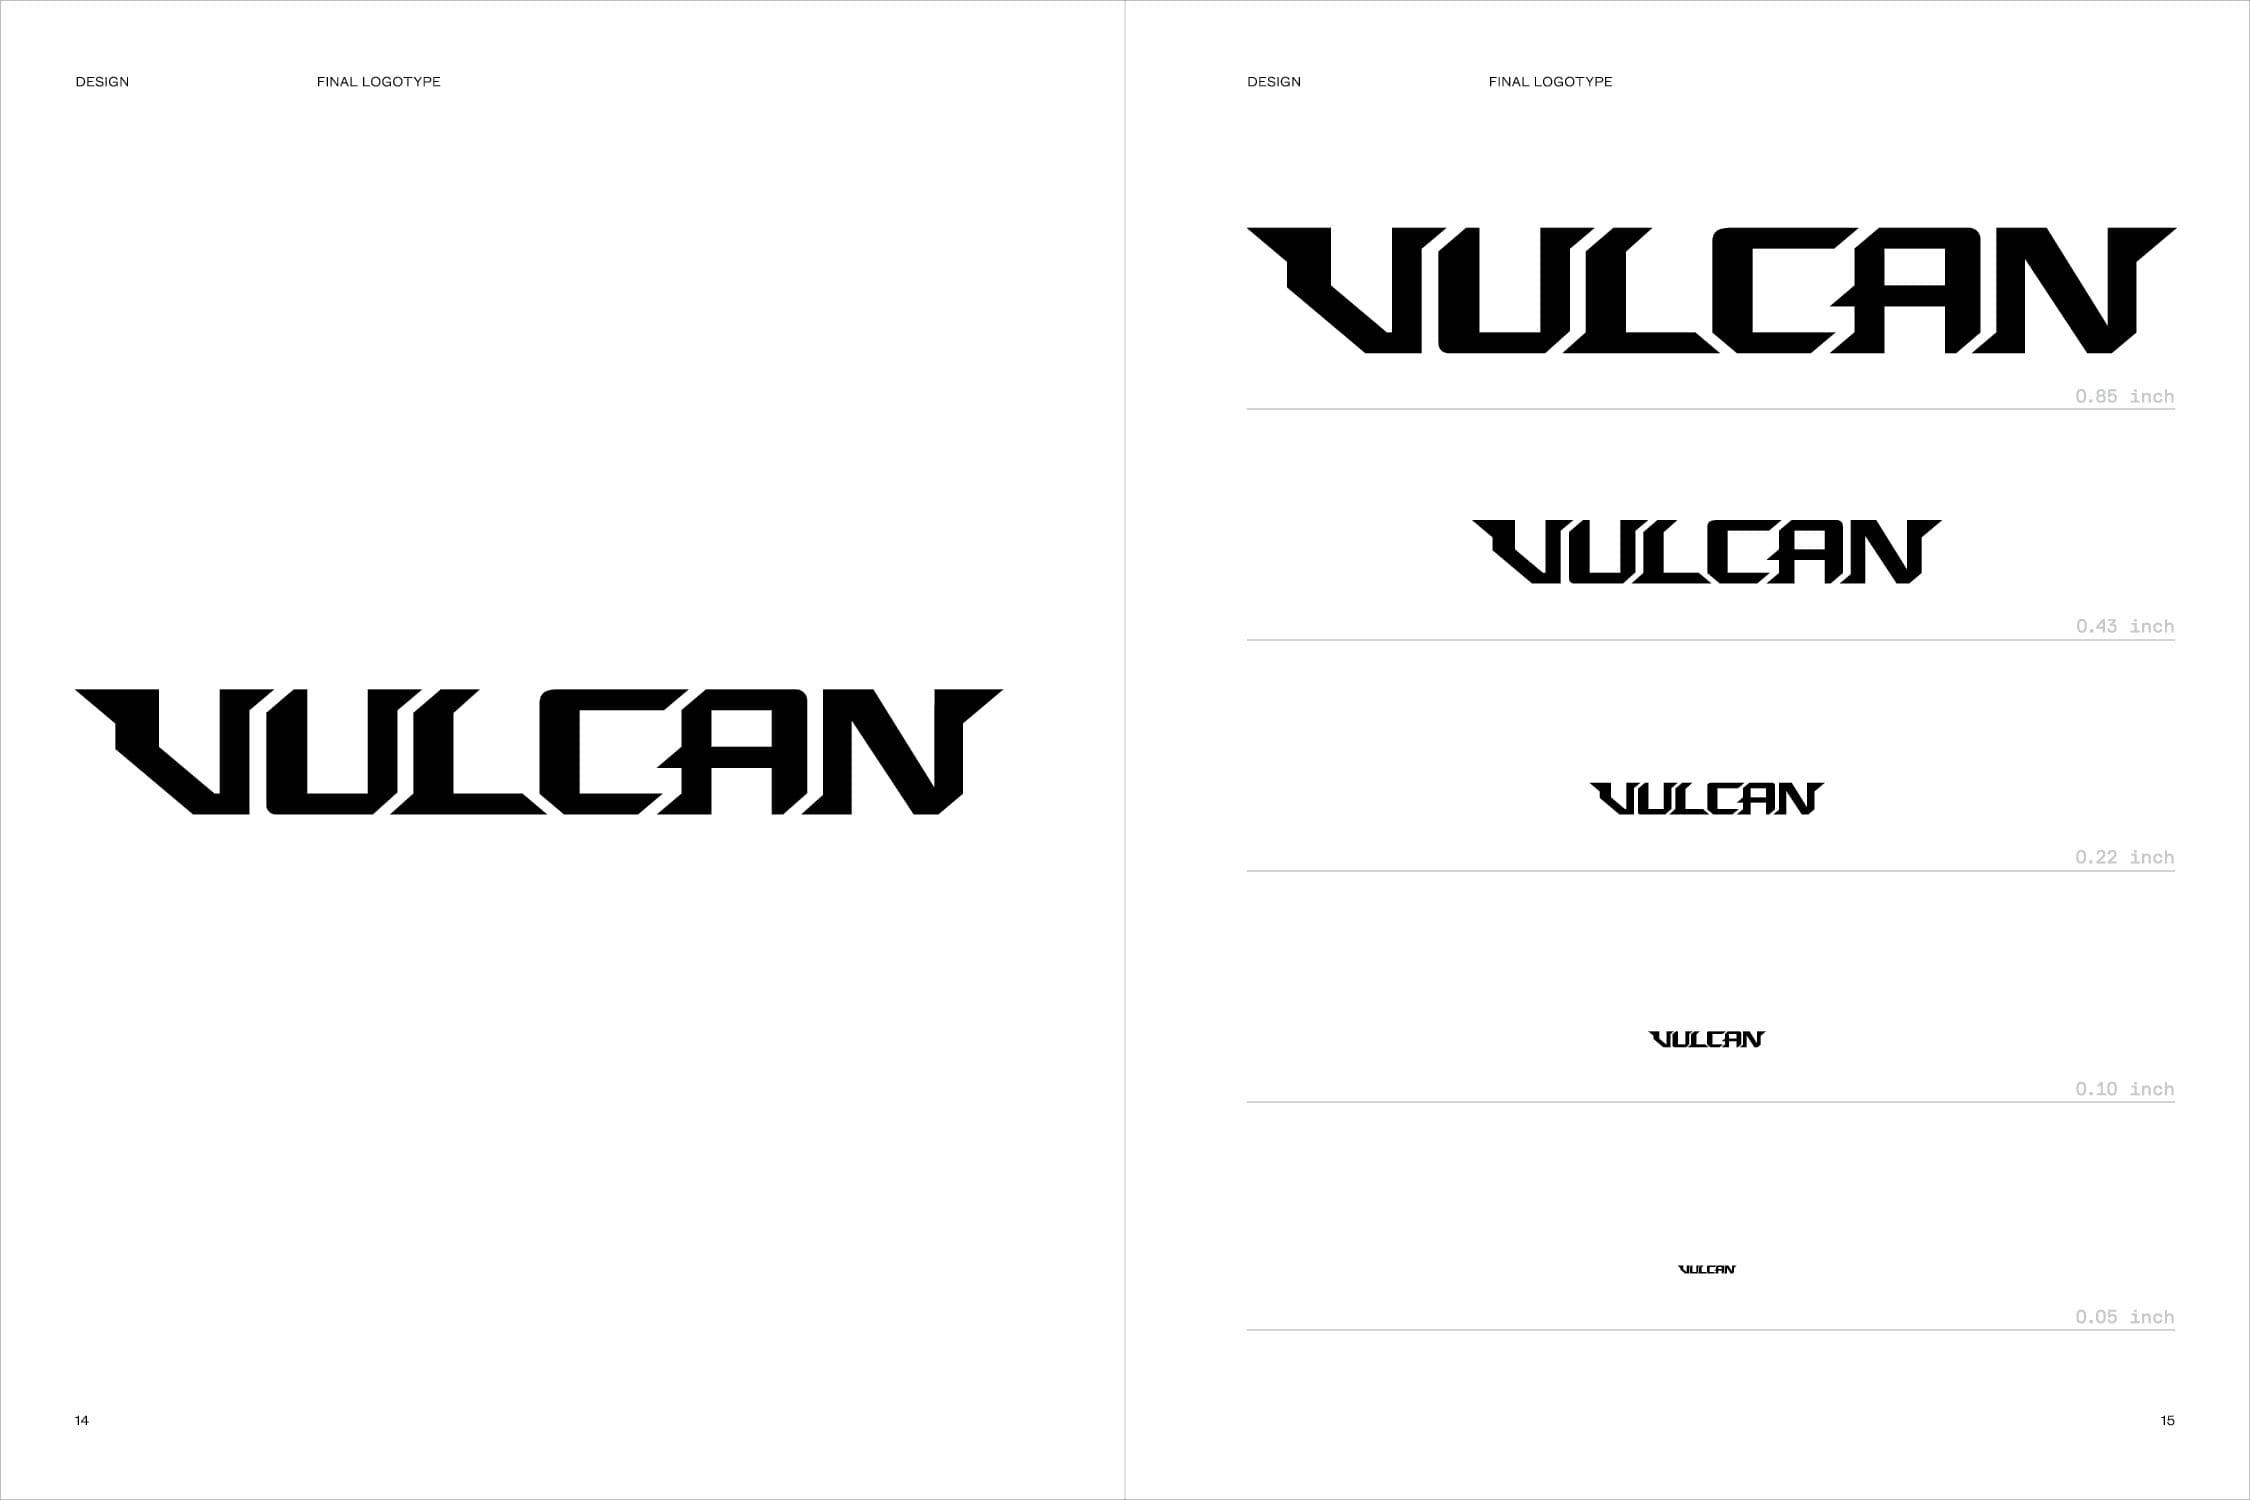 DESIGN FINAL LOGOTYPE
VULCAN
14
DESIGN FINAL LOGOTYPE
VULCAN
0.85 inch
VULCAN
0.43 inch
VULCAN
0.22 inch
VULCAN
0.10 inch
VULCAN
0.05 inch
15